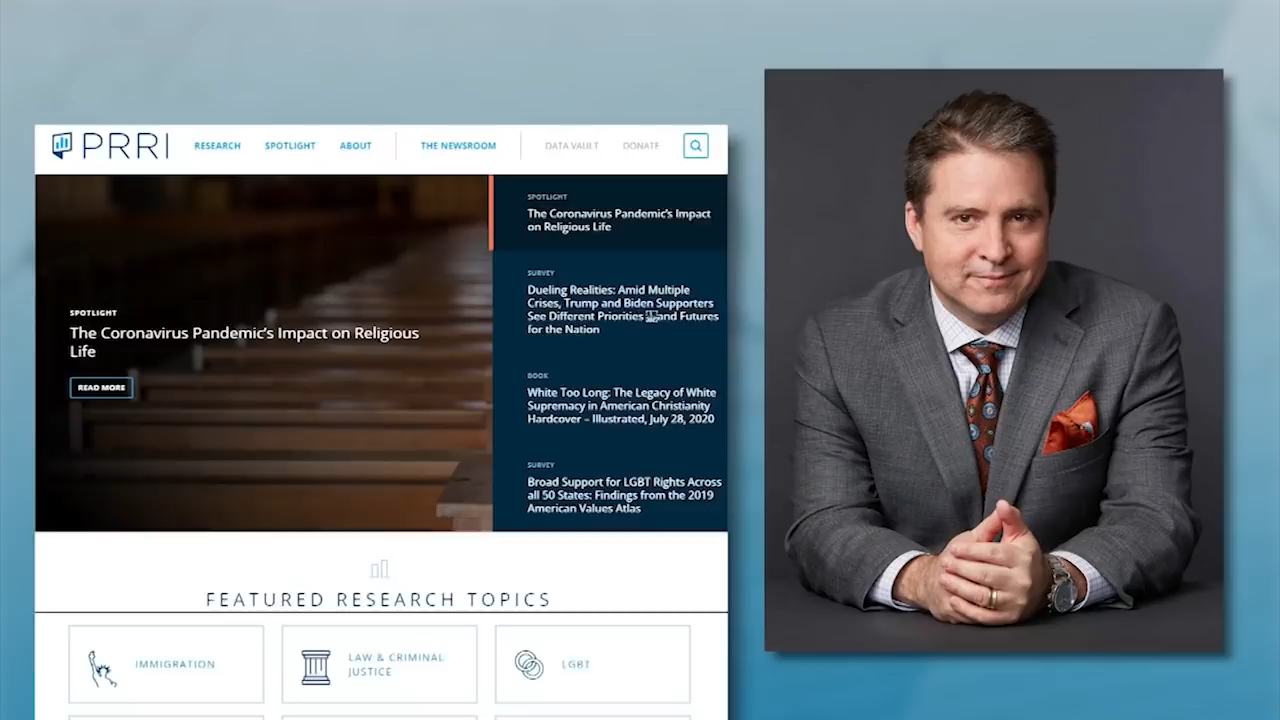 PRRI
RESEARCH
SPOTLIGHT
ABOUT
THE NEWSROOM
DATA VAULT
DONATE
SPOTLIGHT
The Coronavirus Pandemic's Impact on Religious
Life
READ MORE
SPOTLIGHT
The Coronavirus Pandemic's Impact
on Religious Life
SURVEY
Dueling Realities: Amid Multiple
Crises, Trump and Biden Supporters
See Different Priorities and Futures
for the Nation
BOOK
White Too Long: The Legacy of White
Supremacy in American Christianity
Hardcover – Illustrated, July 28, 2020
SURVEY
Broad Support for LGBT Rights Across
all 50 States: Findings from the 2019
American Values Atlas
FEATURED RESEARCH TOPICS
IMMIGRATION
LAW & CRIMINAL
JUSTICE
LGBT